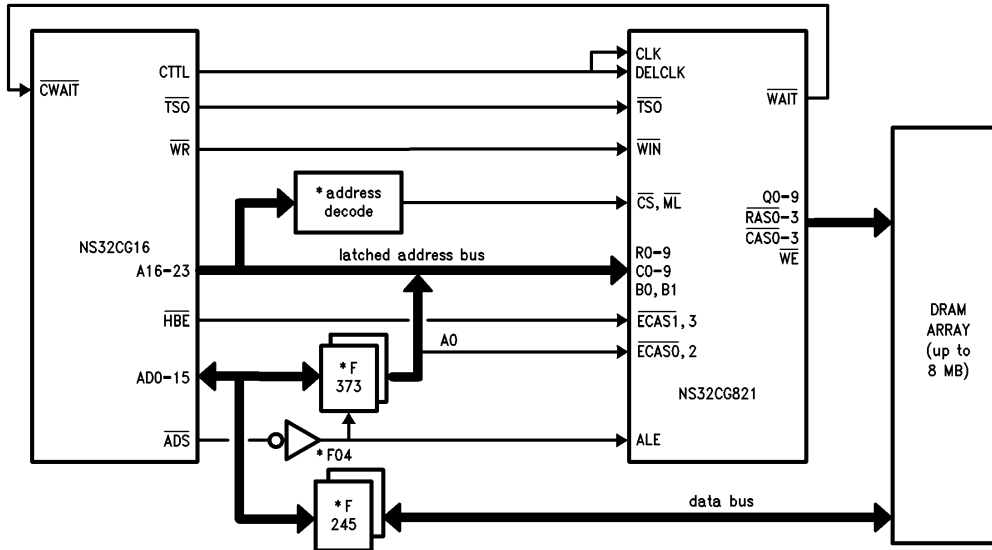 CTTL
CLK
DELCLK
CWAIT
WAIT
TSO
TSO
WR
WIN
* address
decode
CS, ML
Q0-9
RAS0-3
CAS0-3
WE
NS32CG16
latched address bus
A16-23
R0-9
C0-9
B0, B1
HBE
ECAS1, 3
A0
ECAS0, 2
DRAM
ARRAY
(up to
8 MB)
*F
373
AD0-15
NS32CG821
ADS
*F04
ALE
*F
245
data bus